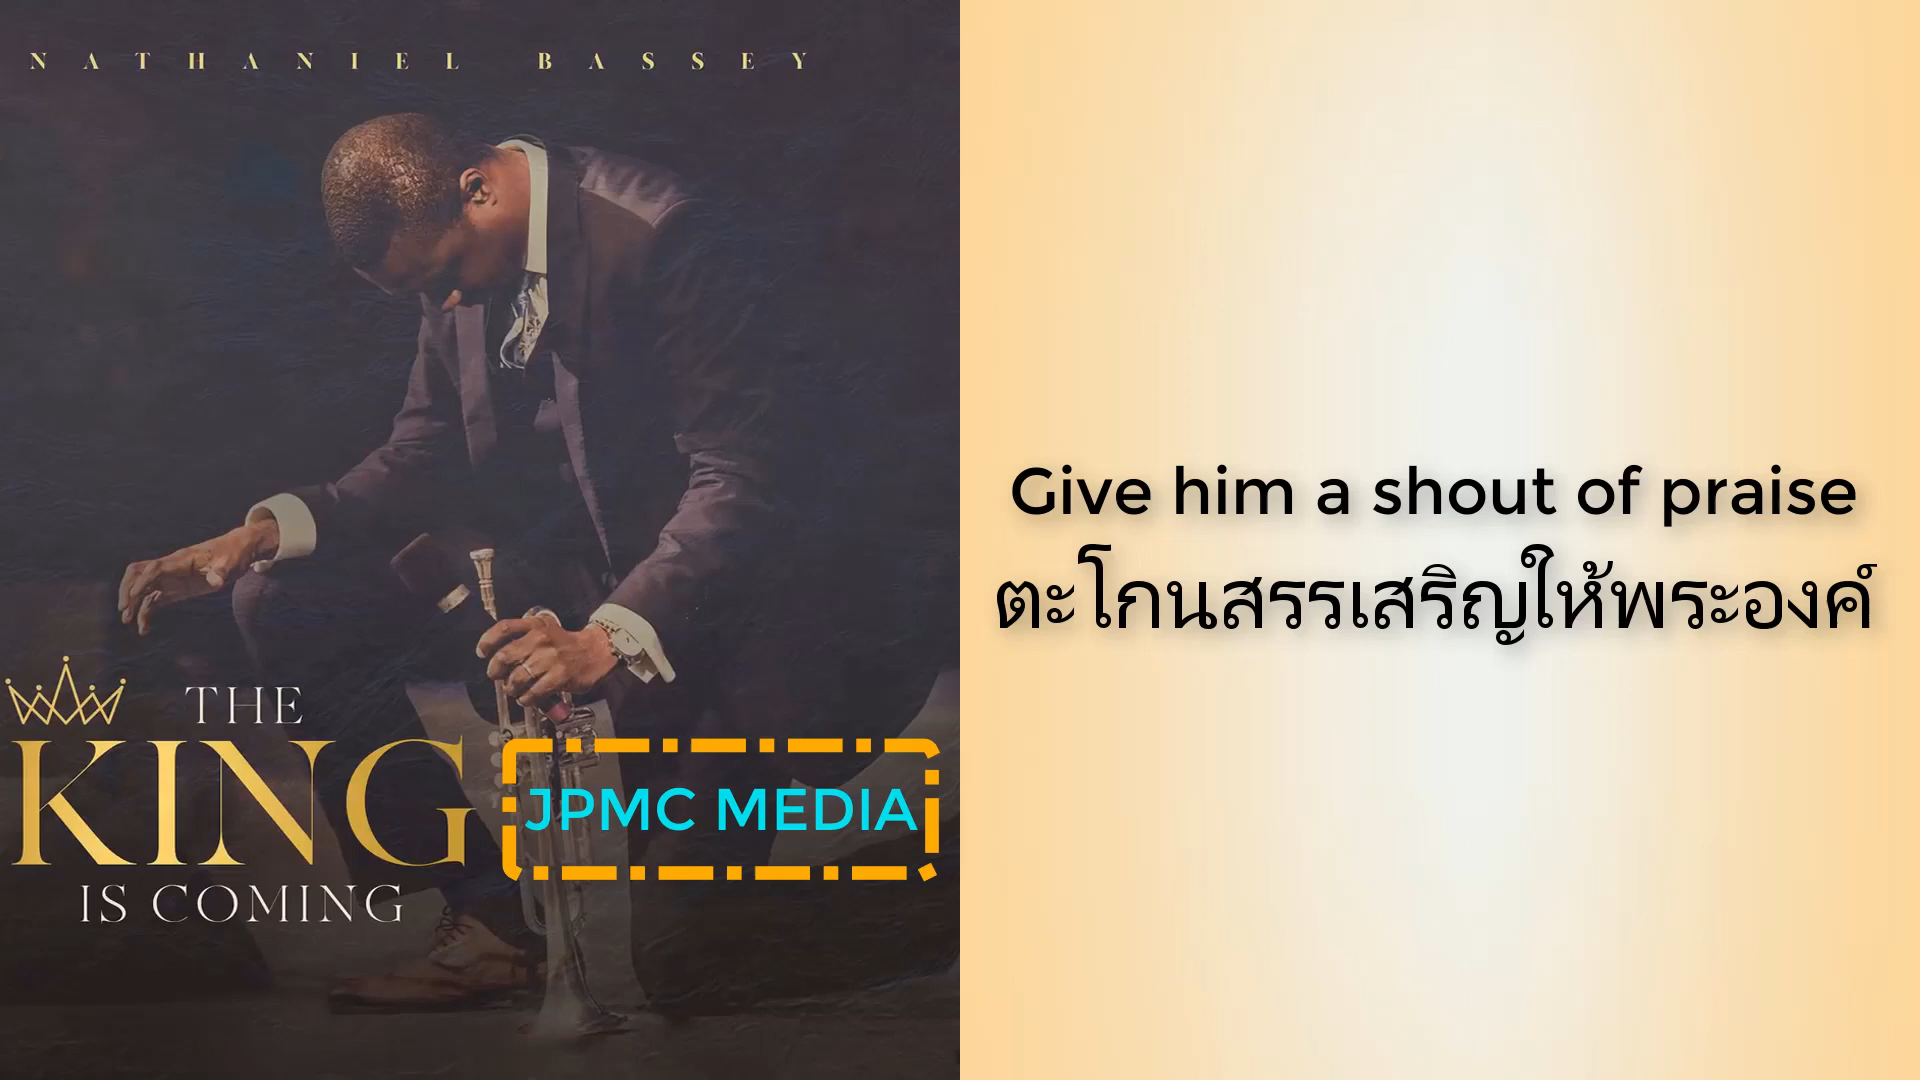 NATHANIEL BASSEY
THE
KING
IS COMING
JPMC MEDIA
Give him a shout of praise
ตะโกนสรรเสริญให้พระองค์